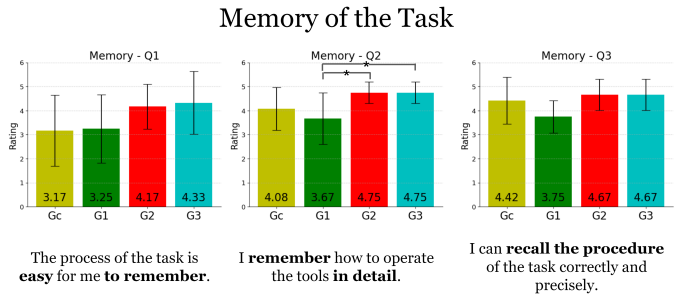 Memory of the Task
Memory - Q1
Rating
6
5
4
3
2
1
0
3.17 3.25 4.17 4.33
Gc G1 G2 G3
Memory - Q2
Rating
6
5
4
3
2
1
0
*
*
4.08 3.67 4.75 4.75
Gc G1 G2 G3
Memory - Q3
Rating
6
5
4
3
2
1
0
4.42 3.75 4.67 4.67
Gc G1 G2 G3
The process of the task is
easy for me to remember.
I remember how to operate
the tools in detail.
I can recall the procedure
of the task correctly and
precisely.